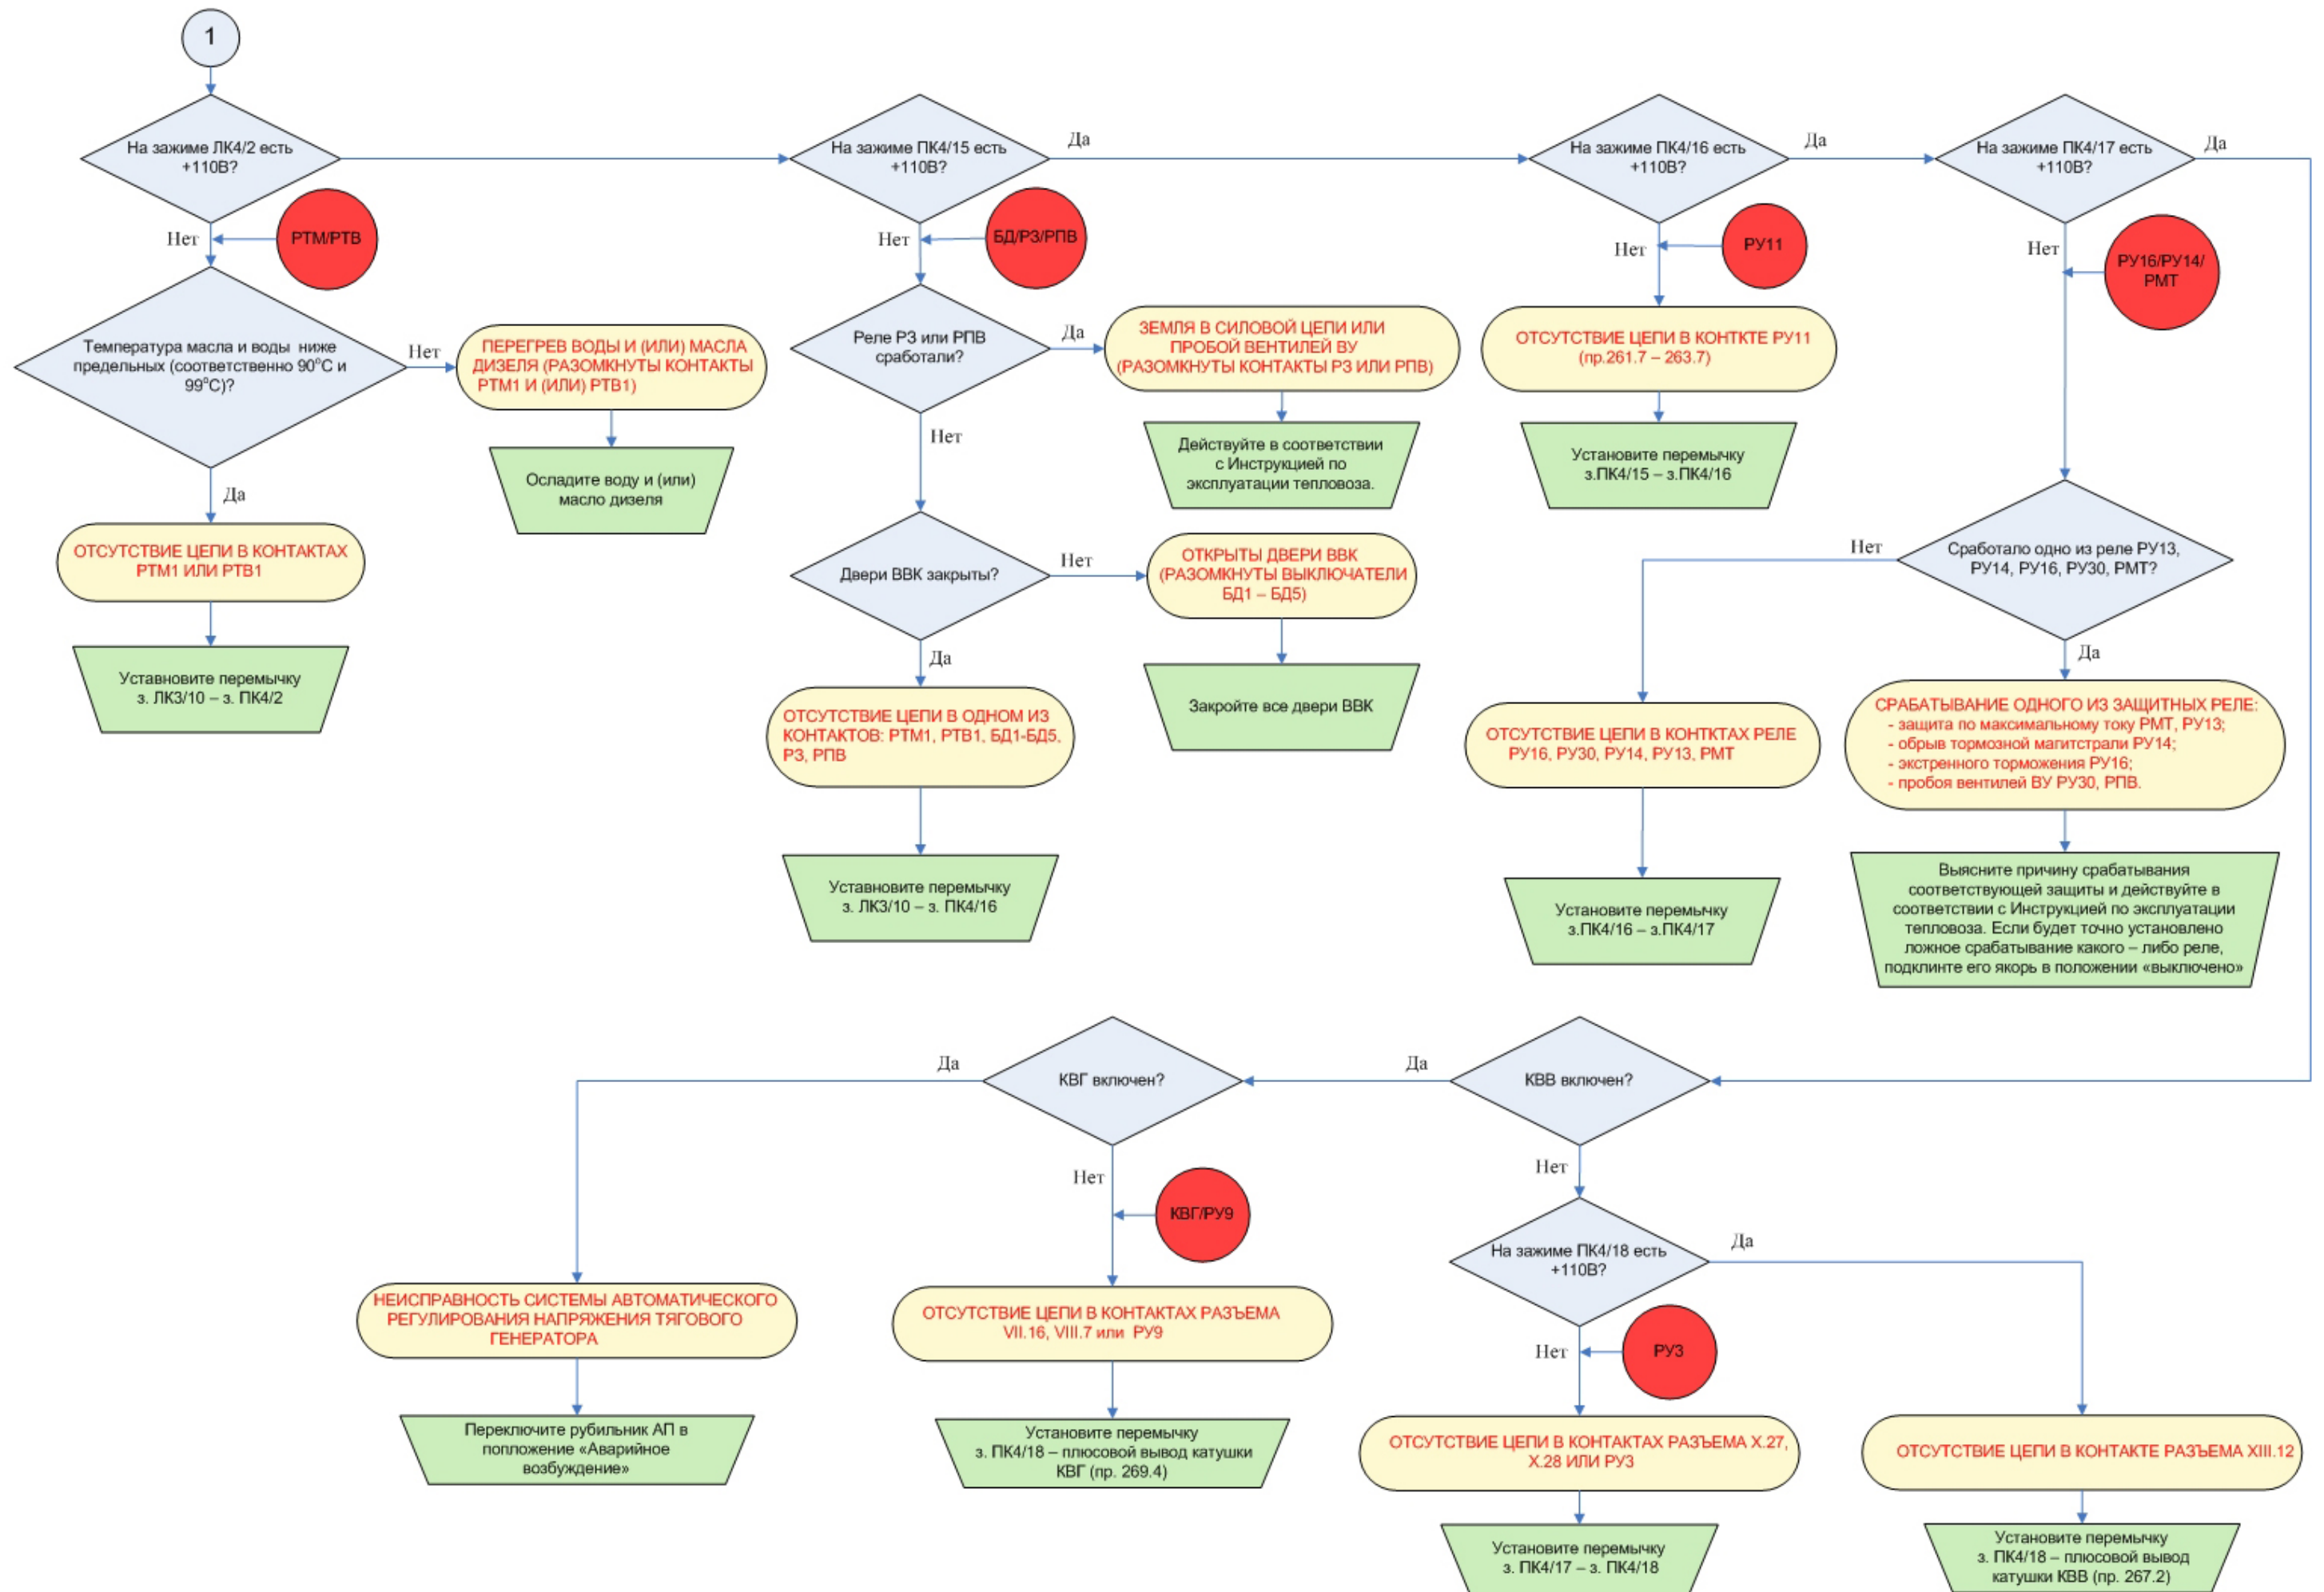 1
На зажиме ЛК4/2 есть
+110В?
На зажиме ПК4/15 есть
+110В?
Да
На зажиме ПК4/16 есть
+110В?
Да
На зажиме ПК4/17 есть
+110В?
Да
Нет
РТМ/РТВ
Нет
БД/РЗ/РПВ
Нет
РУ11
Нет
РУ16/РУ14/
РМТ
Температура масла и воды ниже
предельных (соответственно 90°С и
99°С)?
Нет
ПЕРЕГРЕВ ВОДЫ И (ИЛИ) МАСЛА
ДИЗЕЛЯ (РАЗОМКНУТЫ КОНТАКТЫ
РТМ1 И (ИЛИ) РТВ1)
Осладите воду и (или)
масло дизеля
Да
ОТСУТСТВИЕ ЦЕПИ В КОНТАКТАХ
РТМ1 ИЛИ РТВ1
Уставновите перемычку
з. ЛК3/10 – з. ПК4/2
Реле РЗ или РПВ
сработали?
Да
ЗЕМЛЯ В СИЛОВОЙ ЦЕПИ ИЛИ
ПРОБОЙ ВЕНТИЛЕЙ ВУ
(РАЗОМКНУТЫ КОНТАКТЫ РЗ ИЛИ РПВ)
Действуйте в соответствии
с Инструкцией по
эксплуатации тепловоза.
Нет
Двери ВВК закрыты?
Нет
ОТКРЫТЫ ДВЕРИ ВВК
(РАЗОМКНУТЫ ВЫКЛЮЧАТЕЛИ
БД1 – БД5)
Закройте все двери ВВК
Да
ОТСУТСТВИЕ ЦЕПИ В ОДНОМ ИЗ
КОНТАКТОВ: РТМ1, РТВ1, БД1-БД5,
РЗ, РПВ
Уставновите перемычку
з. ЛК3/10 – з. ПК4/16
ОТСУТСТВИЕ ЦЕПИ В КОНТКТЕ РУ11
(пр.261.7 – 263.7)
Установите перемычку
з.ПК4/15 – з.ПК4/16
Сработало одно из реле РУ13,
РУ14, РУ16, РУ30, РМТ?
Нет
ОТСУТСТВИЕ ЦЕПИ В КОНТКТАХ РЕЛЕ
РУ16, РУ30, РУ14, РУ13, РМТ
Установите перемычку
з.ПК4/16 – з.ПК4/17
Да
СРАБАТЫВАНИЕ ОДНОГО ИЗ ЗАЩИТНЫХ РЕЛЕ:
- защита по максимальному току РМТ, РУ13;
- обрыв тормозной магитстрали РУ14;
- экстренного торможения РУ16;
- пробоя вентилей ВУ РУ30, РПВ.
Выясните причину срабатывания
соответствующей защиты и действуйте в
соответствии с Инструкцией по эксплуатации
тепловоза. Если будет точно установлено
ложное срабатывание какого – либо реле,
подклинте его якорь в положении «выключено»
КВВ включен?
Да
КВГ включен?
Да
НЕИСПРАВНОСТЬ СИСТЕМЫ АВТОМАТИЧЕСКОГО
РЕГУЛИРОВАНИЯ НАПРЯЖЕНИЯ ТЯГОВОГО
ГЕНЕРАТОРА
Переключите рубильник АП в
попложение «Аварийное
возбуждение»
Нет
КВГ/РУ9
ОТСУТСТВИЕ ЦЕПИ В КОНТАКТАХ РАЗЪЕМА
VII.16, VIII.7 или РУ9
Установите перемычку
з. ПК4/18 – плюсовой вывод катушки
КВГ (пр. 269.4)
Нет
На зажиме ПК4/18 есть
+110В?
Да
Нет
РУ3
ОТСУТСТВИЕ ЦЕПИ В КОНТАКТАХ РАЗЪЕМА X.27,
X.28 ИЛИ РУ3
Установите перемычку
з. ПК4/17 – з. ПК4/18
ОТСУТСТВИЕ ЦЕПИ В КОНТАКТЕ РАЗЪЕМА XIII.12
Установите перемычку
з. ПК4/18 – плюсовой вывод
катушки КВВ (пр. 267.2)